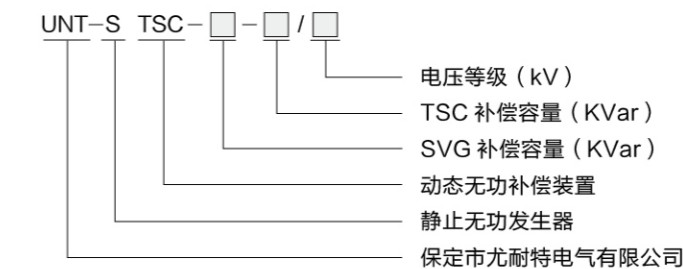 UNT-S TSC-□-□/□
电压等级（kV）
TSC 补偿容量（KVar）
SVG 补偿容量（KVar）
动态无功补偿装置
静止无功发生器
保定市尤耐特电气有限公司